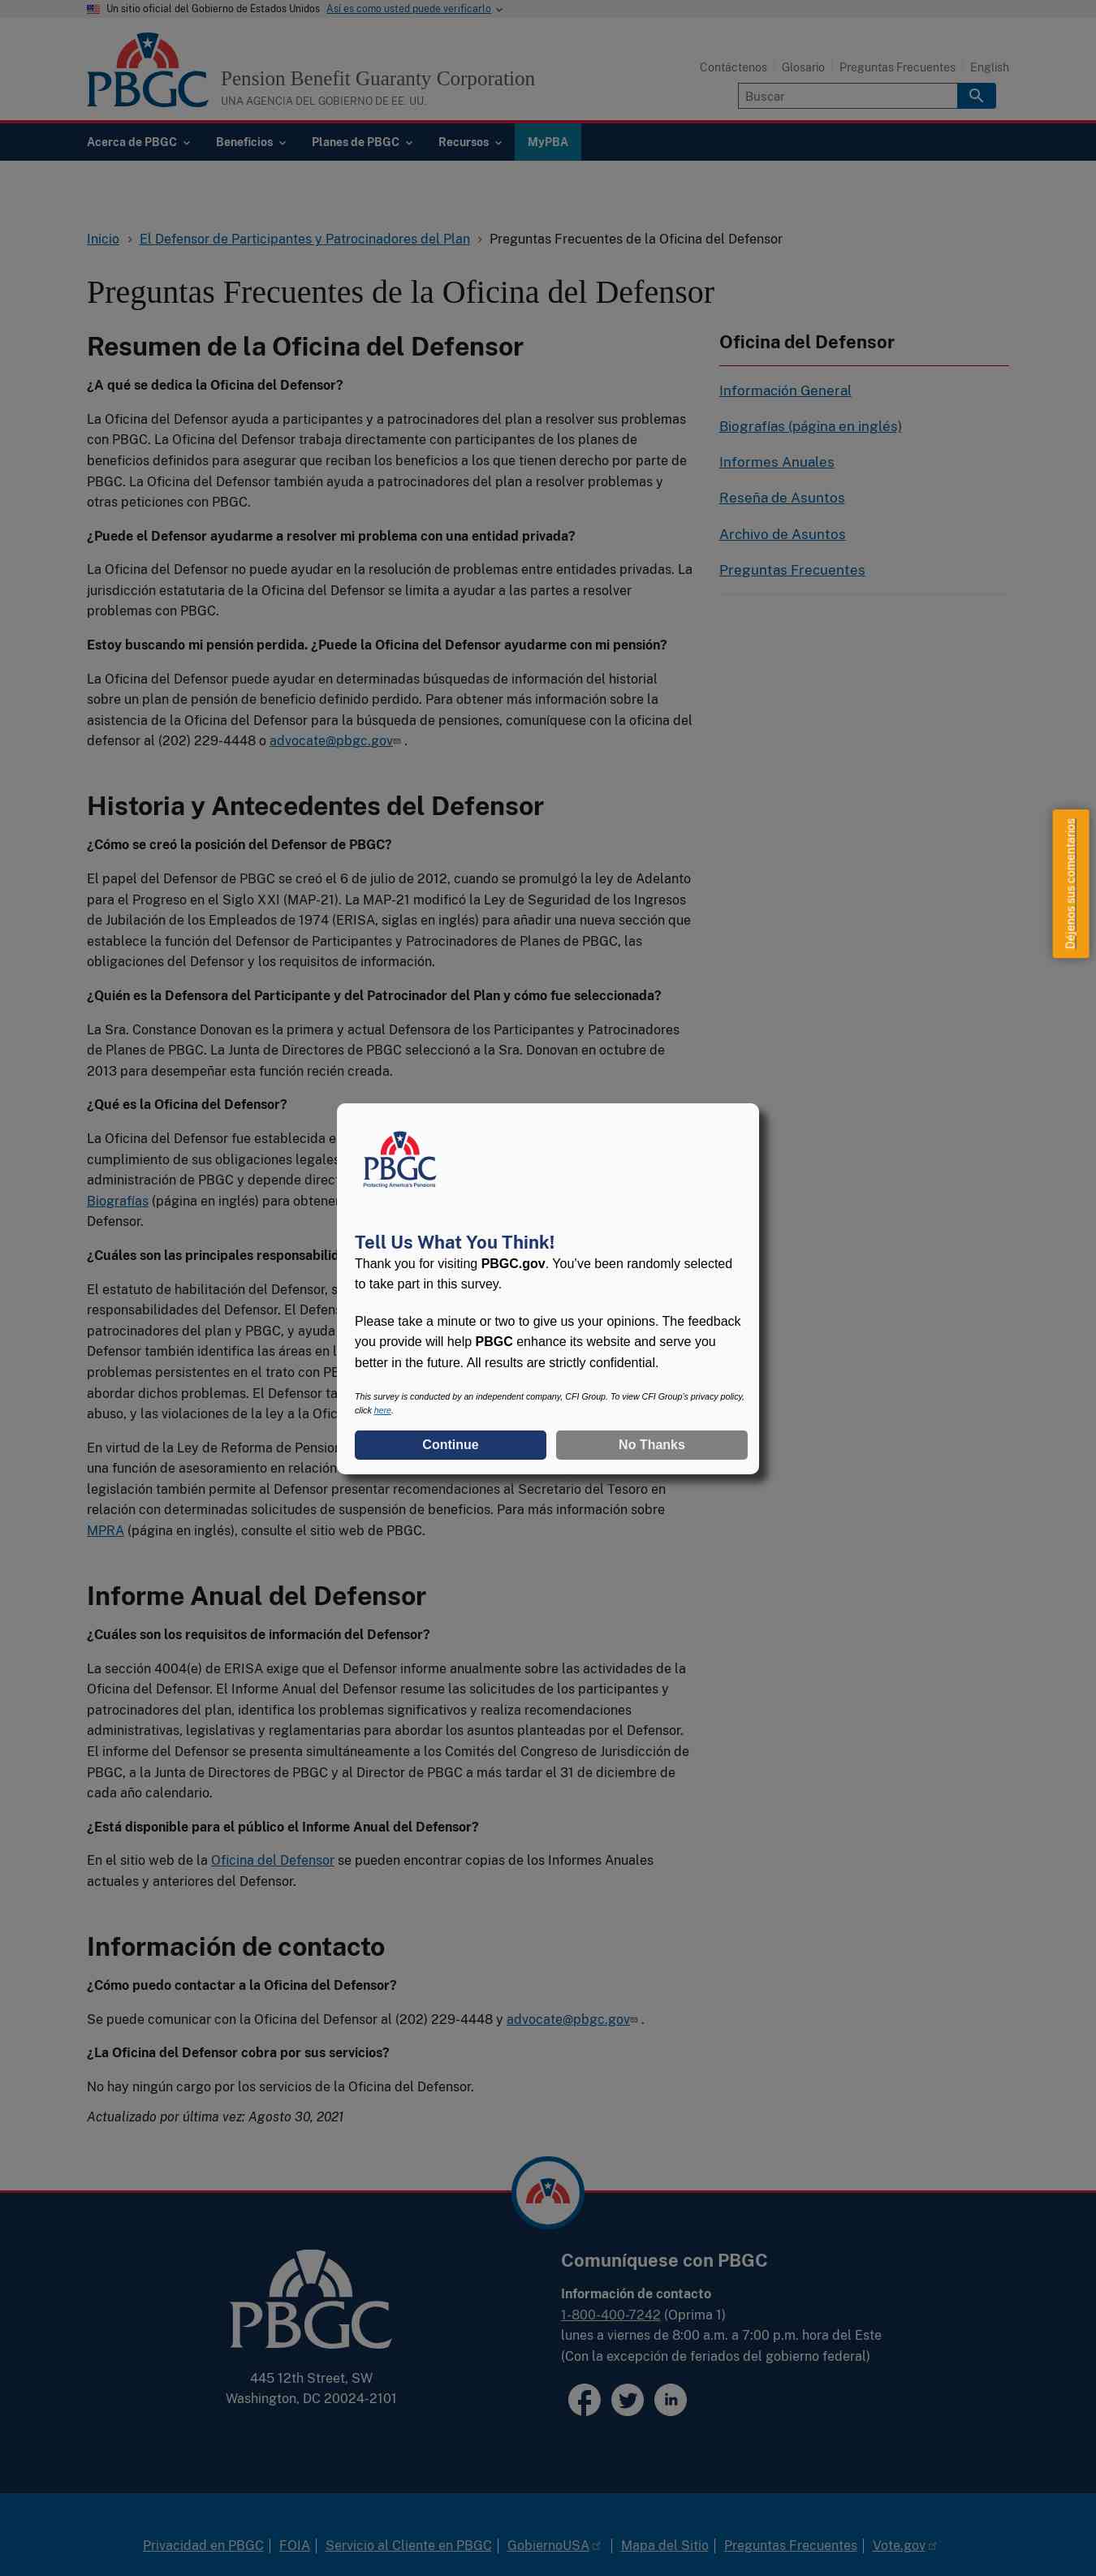 Un sitio oficial del Gobierno de Estados Unidos Así es como usted puede verificarlo
PBGC
Pension Benefit Guaranty Corporation
UNA AGENCIA DEL GOBIERNO DE EE. UU.
Contáctenos Glosario Preguntas Frecuentes English
Buscar
Acerca de PBGC Beneficios Planes de PBGC Recursos MyPBA
Inicio › El Defensor de Participantes y Patrocinadores del Plan › Preguntas Frecuentes de la Oficina del Defensor
Preguntas Frecuentes de la Oficina del Defensor
Resumen de la Oficina del Defensor
¿A qué se dedica la Oficina del Defensor?
La Oficina del Defensor ayuda a participantes y a patrocinadores del plan a resolver sus problemas
con PBGC. La Oficina del Defensor trabaja directamente con participantes de los planes de
beneficios definidos para asegurar que reciban los beneficios a los que tienen derecho por parte de
PBGC. La Oficina del Defensor también ayuda a patrocinadores del plan a resolver problemas y
otras peticiones con PBGC.
¿Puede el Defensor ayudarme a resolver mi problema con una entidad privada?
La Oficina del Defensor no puede ayudar en la resolución de problemas entre entidades privadas. La
jurisdicción estatutaria de la Oficina del Defensor se limita a ayudar a las partes a resolver
problemas con PBGC.
Estoy buscando mi pensión perdida. ¿Puede la Oficina del Defensor ayudarme con mi pensión?
La Oficina del Defensor puede ayudar en determinadas búsquedas de información del historial
sobre un plan de pensión de beneficio definido perdido. Para obtener más información sobre la
asistencia de la Oficina del Defensor para la búsqueda de pensiones, comuníquese con la oficina del
defensor al (202) 229-4448 o advocate@pbgc.gov .
Oficina del Defensor
Información General
Biografías (página en inglés)
Informes Anuales
Reseña de Asuntos
Archivo de Asuntos
Preguntas Frecuentes
Déjenos sus comentarios
Historia y Antecedentes del Defensor
¿Cómo se creó la posición del Defensor de PBGC?
El papel del Defensor de PBGC se creó el 6 de julio de 2012, cuando se promulgó la ley de Adelanto
para el Progreso en el Siglo XXI (MAP-21). La MAP-21 modificó la Ley de Seguridad de los Ingresos
de Jubilación de los Empleados de 1974 (ERISA, siglas en inglés) para añadir una nueva sección que
establece la función del Defensor de Participantes y Patrocinadores de Planes de PBGC, las
obligaciones del Defensor y los requisitos de información.
¿Quién es la Defensora del Participante y del Patrocinador del Plan y cómo fue seleccionada?
La Sra. Constance Donovan es la primera y actual Defensora de los Participantes y Patrocinadores
de Planes de PBGC. La Junta de Directores de PBGC seleccionó a la Sra. Donovan en octubre de
2013 para desempeñar esta función recién creada.
¿Qué es la Oficina del Defensor?
La Oficina del Defensor fue establecida e
cumplimiento de sus obligaciones legales
administración de PBGC y depende direct
Biografías (página en inglés) para obtener
Defensor.
¿Cuáles son las principales responsabilid
El estatuto de habilitación del Defensor, s
responsabilidades del Defensor. El Defens
patrocinadores del plan y PBGC, y ayuda
Defensor también identifica las áreas en l
problemas persistentes en el trato con PB
abordar dichos problemas. El Defensor ta
abuso, y las violaciones de la ley a la Ofic
En virtud de la Ley de Reforma de Pension
una función de asesoramiento en relación
legislación también permite al Defensor presentar recomendaciones al Secretario del Tesoro en
relación con determinadas solicitudes de suspensión de beneficios. Para más información sobre
MPRA (página en inglés), consulte el sitio web de PBGC.
PBGC
Protecting America's Pensions
Tell Us What You Think!
Thank you for visiting PBGC.gov. You've been randomly selected
to take part in this survey.
Please take a minute or two to give us your opinions. The feedback
you provide will help PBGC enhance its website and serve you
better in the future. All results are strictly confidential.
This survey is conducted by an independent company, CFI Group. To view CFI Group's privacy policy,
click here.
Continue No Thanks
Informe Anual del Defensor
¿Cuáles son los requisitos de información del Defensor?
La sección 4004(e) de ERISA exige que el Defensor informe anualmente sobre las actividades de la
Oficina del Defensor. El Informe Anual del Defensor resume las solicitudes de los participantes y
patrocinadores del plan, identifica los problemas significativos y realiza recomendaciones
administrativas, legislativas y reglamentarias para abordar los asuntos planteadas por el Defensor.
El informe del Defensor se presenta simultáneamente a los Comités del Congreso de Jurisdicción de
PBGC, a la Junta de Directores de PBGC y al Director de PBGC a más tardar el 31 de diciembre de
cada año calendario.
¿Está disponible para el público el Informe Anual del Defensor?
En el sitio web de la Oficina del Defensor se pueden encontrar copias de los Informes Anuales
actuales y anteriores del Defensor.
Información de contacto
¿Cómo puedo contactar a la Oficina del Defensor?
Se puede comunicar con la Oficina del Defensor al (202) 229-4448 y advocate@pbgc.gov .
¿La Oficina del Defensor cobra por sus servicios?
No hay ningún cargo por los servicios de la Oficina del Defensor.
Actualizado por última vez: Agosto 30, 2021
PBGC
445 12th Street, SW
Washington, DC 20024-2101
Comuníquese con PBGC
Información de contacto
1-800-400-7242 (Oprima 1)
lunes a viernes de 8:00 a.m. a 7:00 p.m. hora del Este
(Con la excepción de feriados del gobierno federal)
Privacidad en PBGC | FOIA | Servicio al Cliente en PBGC | GobiernoUSA | Mapa del Sitio | Preguntas Frecuentes | Vote.gov